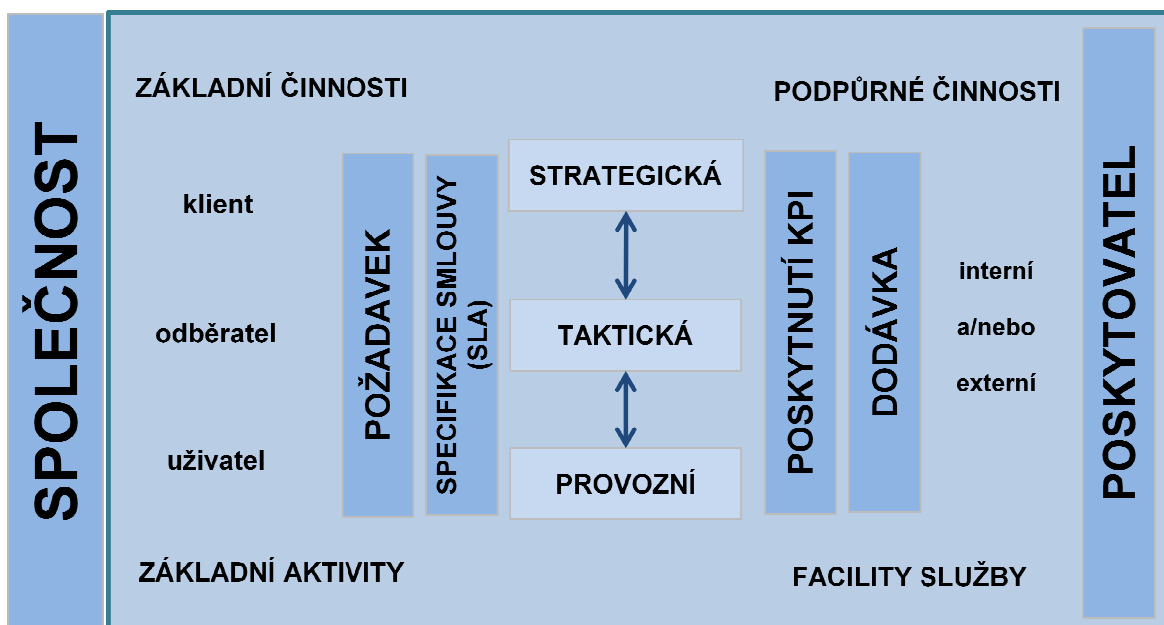 SPOLEČNOST
ZÁKLADNÍ ČINNOSTI
klient
odběratel
uživatel
ZÁKLADNÍ AKTIVITY
POŽADAVEK
SPECIFIKACE SMLOUVY
(SLA)
STRATEGICKÁ
TAKTICKÁ
PROVOZNÍ
POSKYTNUTÍ KPI
DODÁVKA
PODPŮRNÉ ČINNOSTI
interní
a/nebo
externí
FACILITY SLUŽBY
POSKYTOVATEL